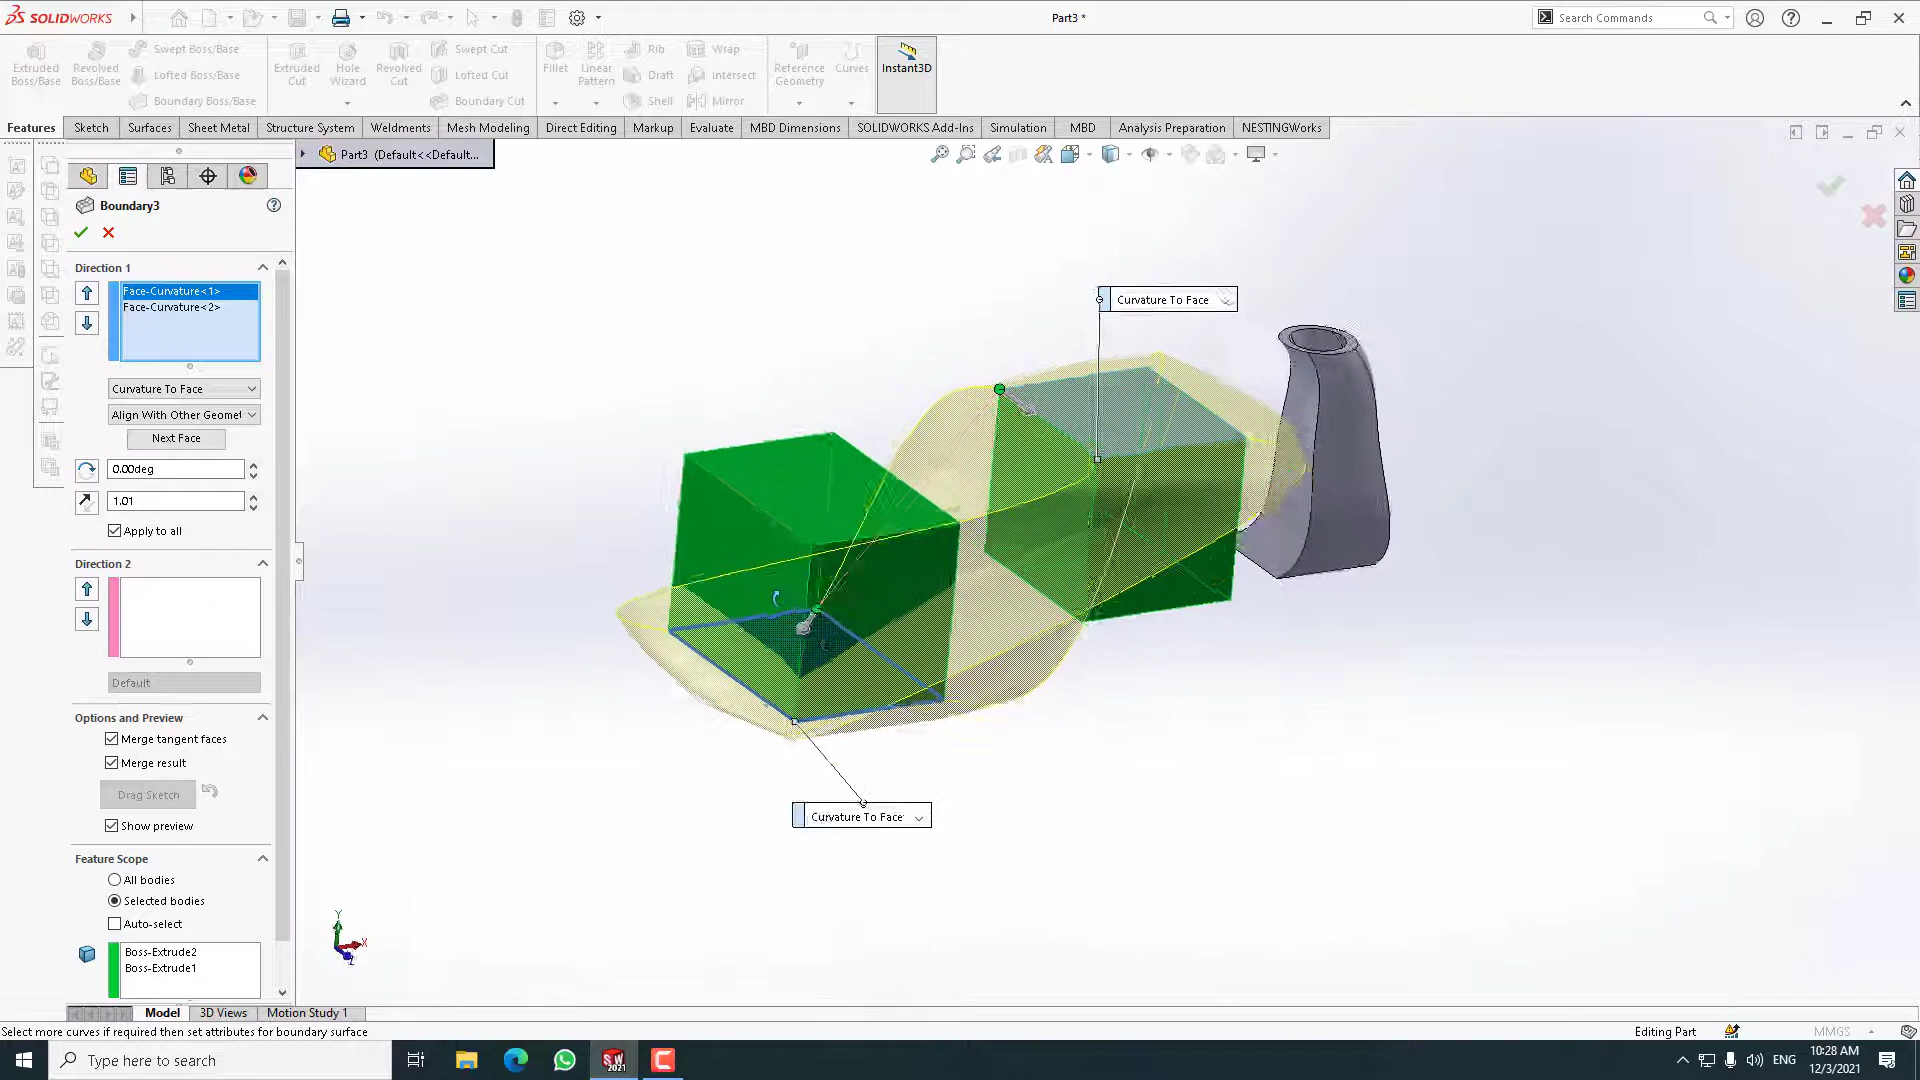 SOLIDWORKS
Part3 *
Search Commands
Extruded Boss/Base
Revolved Boss/Base
Swept Boss/Base
Lofted Boss/Base
Boundary Boss/Base
Extruded Cut
Hole Wizard
Revolved Cut
Swept Cut
Lofted Cut
Boundary Cut
Fillet
Linear Pattern
Rib
Draft
Shell
Wrap
Intersect
Mirror
Reference Geometry
Curves
Instant3D
Features
Sketch
Surfaces
Sheet Metal
Structure System
Weldments
Mesh Modeling
Direct Editing
Markup
Evaluate
MBD Dimensions
SOLIDWORKS Add-Ins
Simulation
MBD
Analysis Preparation
NESTINGWorks
Part3 (Default<<Default...
Boundary3
Direction 1
Face-Curvature<1>
Face-Curvature<2>
Curvature To Face
Align With Other Geomet
Next Face
0.00deg
1.01
Apply to all
Direction 2
Default
Options and Preview
Merge tangent faces
Merge result
Drag Sketch
Show preview
Feature Scope
All bodies
Selected bodies
Auto-select
Boss-Extrude2
Boss-Extrude1
Curvature To Face
Curvature To Face
Y
X
Z
Model
3D Views
Motion Study 1
Select more curves if required then set attributes for boundary surface
Editing Part
MMGS
Type here to search
SW
2021
ENG
10:28 AM
12/3/2021